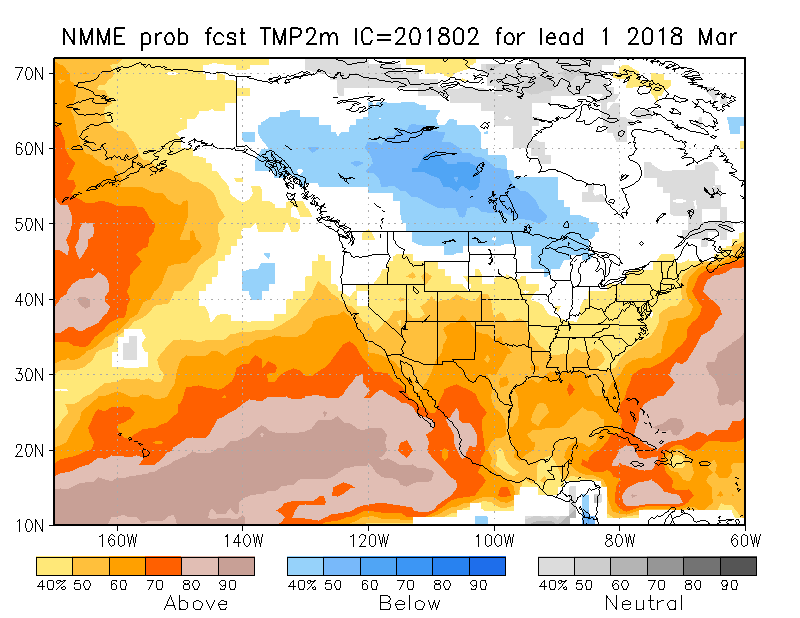 NMME prob fcst TMP2m IC=201802 for lead 1 2018 Mar
70N
60N
50N
40N
30N
20N
10N
160W 140W 120W 100W 80W 60W
40% 50 60 70 80 90 40% 50 60 70 80 90 40% 50 60 70 80 90
Above Below Neutral